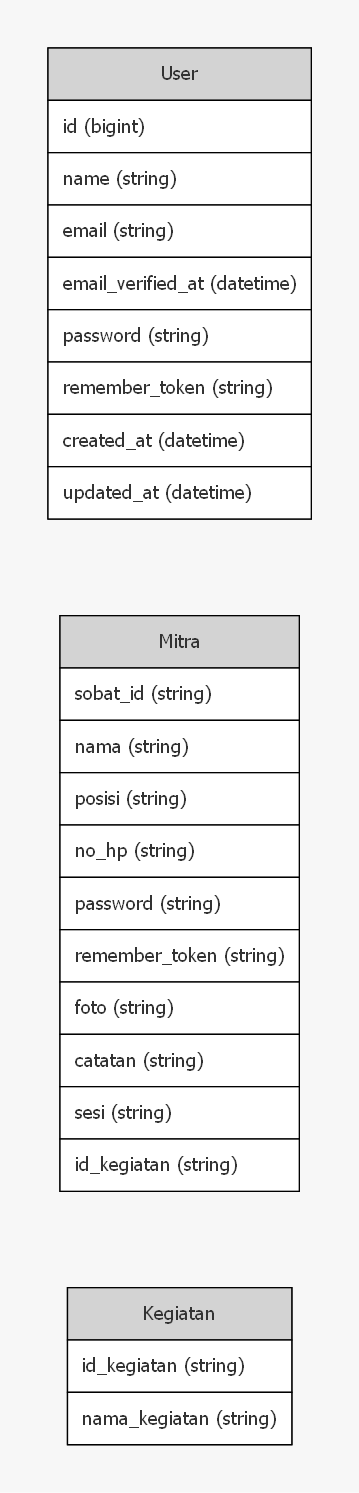 User
id (bigint)
name (string)
email (string)
email_verified_at (datetime)
password (string)
remember_token (string)
created_at (datetime)
updated_at (datetime)
Mitra
sobat_id (string)
nama (string)
posisi (string)
no_hp (string)
password (string)
remember_token (string)
foto (string)
catatan (string)
sesi (string)
id_kegiatan (string)
Kegiatan
id_kegiatan (string)
nama_kegiatan (string)